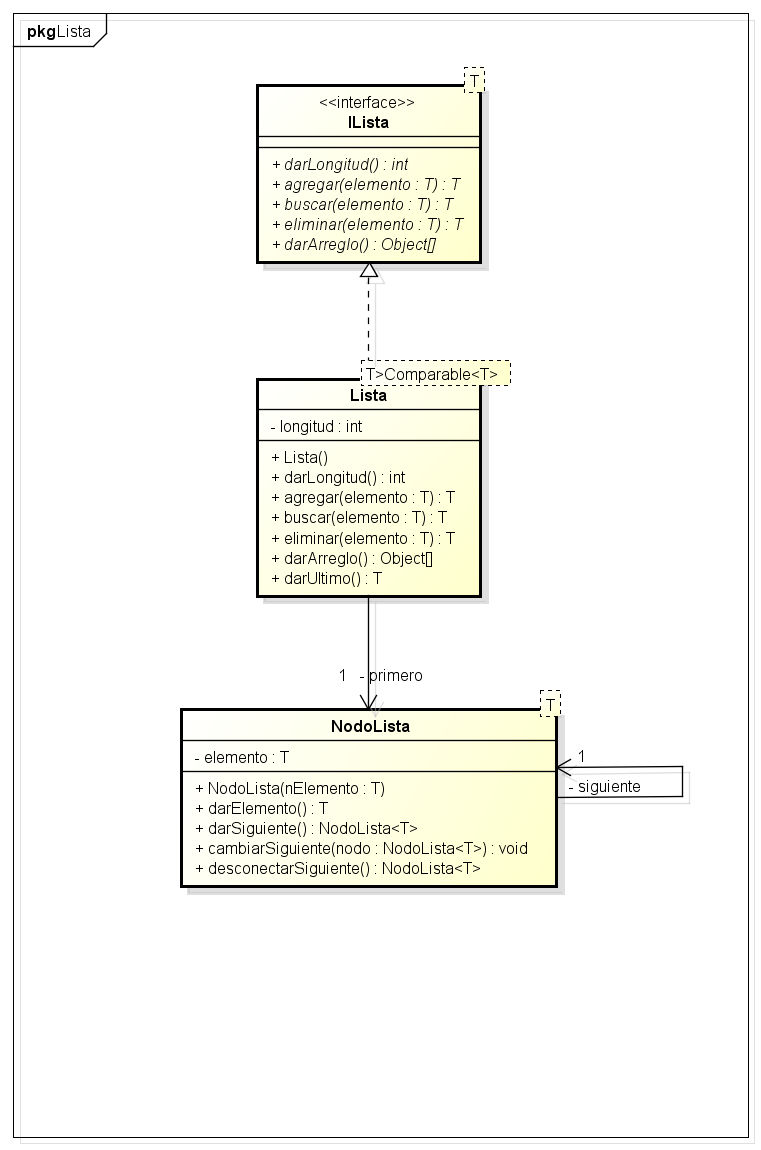 pkgLista
T
<<interface>>
ILista
+ darLongitud() : int
+ agregar(elemento : T) : T
+ buscar(elemento : T) : T
+ eliminar(elemento : T) : T
+ darArreglo() : Object[]
T>Comparable<T>
Lista
- longitud : int
+ Lista()
+ darLongitud() : int
+ agregar(elemento : T) : T
+ buscar(elemento : T) : T
+ eliminar(elemento : T) : T
+ darArreglo() : Object[]
+ darUltimo() : T
1 - primero
T
NodoLista
- elemento : T
1
- siguiente
+ NodoLista(nElemento : T)
+ darElemento() : T
+ darSiguiente() : NodoLista<T>
+ cambiarSiguiente(nodo : NodoLista<T>) : void
+ desconectarSiguiente() : NodoLista<T>